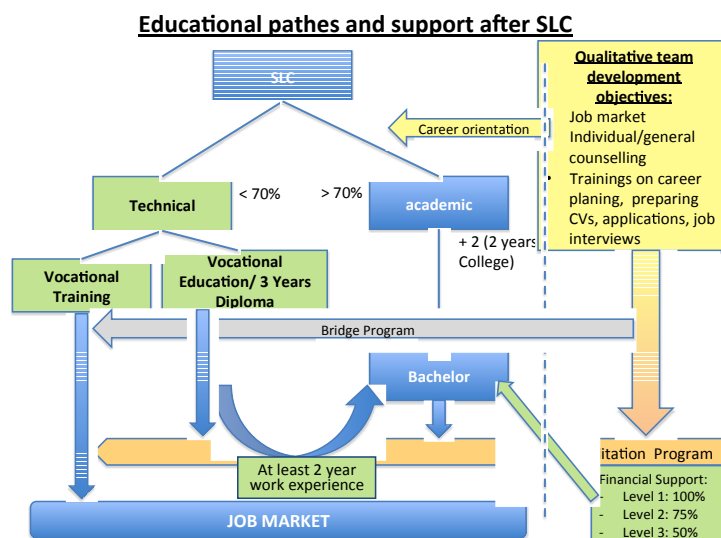 Educational pathes and support after SLC
SLC
Qualitative team
development
objectives:
Job market
Individual/general
counselling
• Trainings on career
planing, preparing
CVs, applications, job
interviews
Career orientation
< 70%
> 70%
Technical
academic
+ 2 (2 years
College)
Vocational
Training
Vocational
Education/ 3 Years
Diploma
Bridge Program
Bachelor
At least 2 year
work experience
itation Program
Financial Support:
- Level 1: 100%
- Level 2: 75%
- Level 3: 50%
JOB MARKET